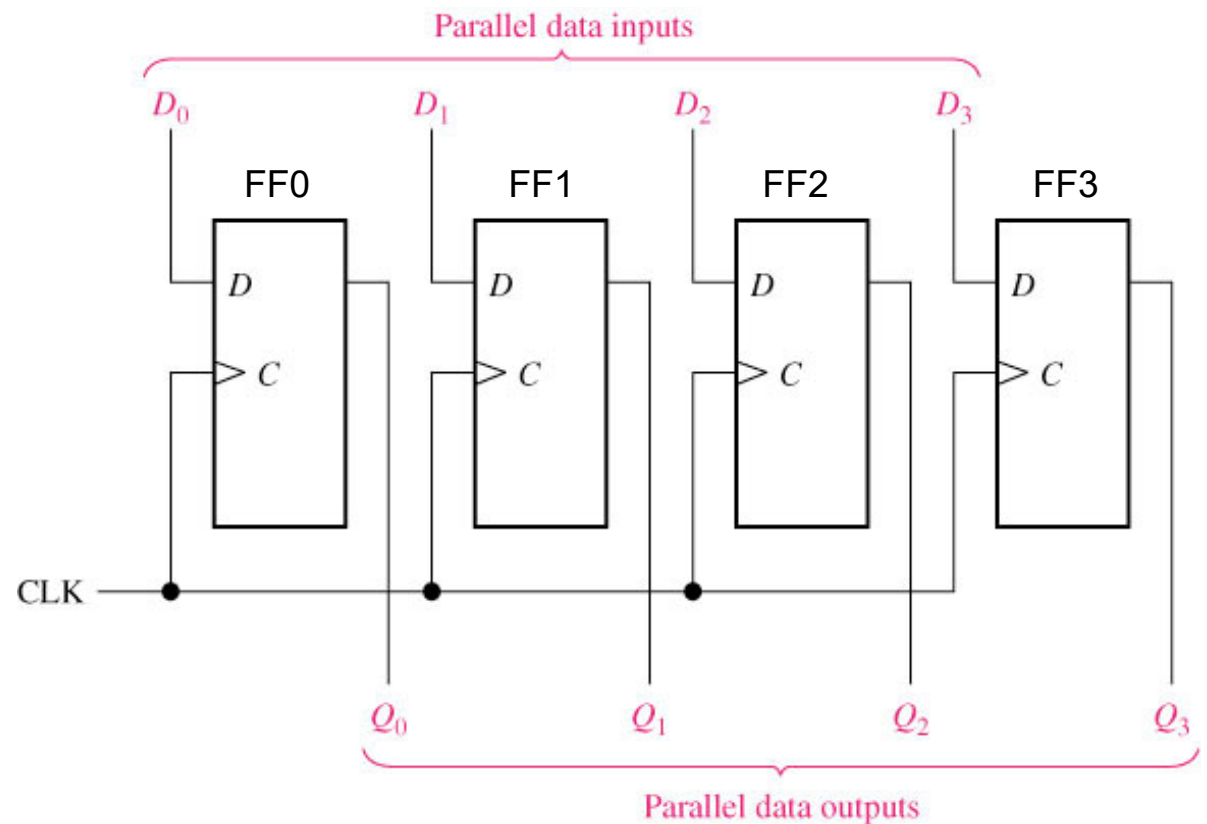 Parallel data inputs
D₀ D₁ D₂ D₃
FF0 FF1 FF2 FF3
D D D D
C C C C
CLK
Q₀ Q₁ Q₂ Q₃
Parallel data outputs